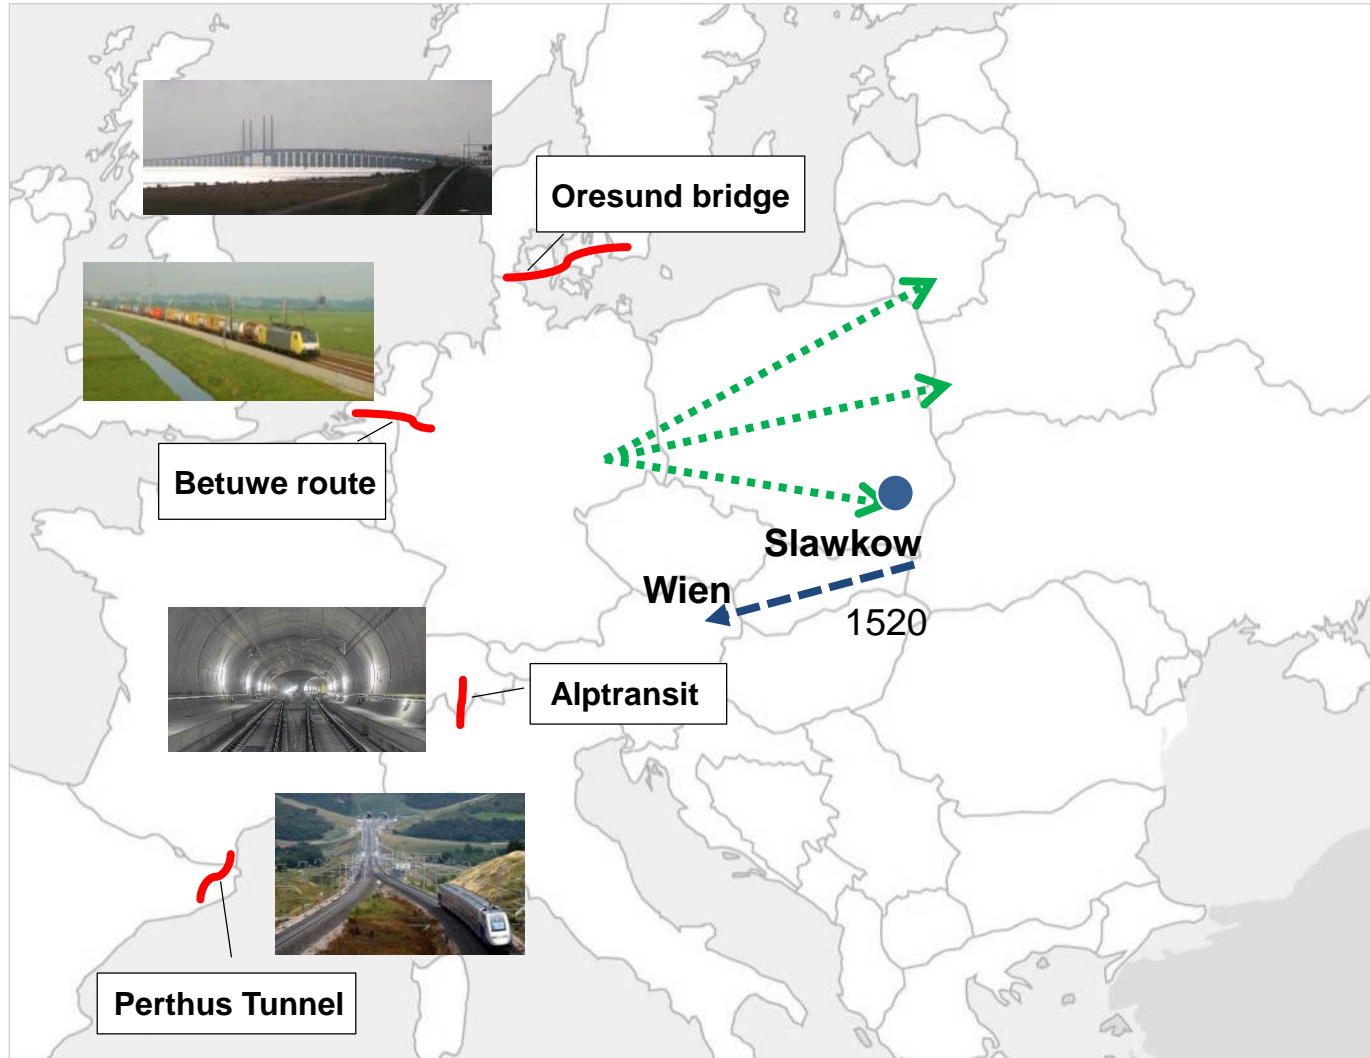 Oresund bridge
Betuwe route
Slawkow
Wien
1520
Alptransit
Perthus Tunnel